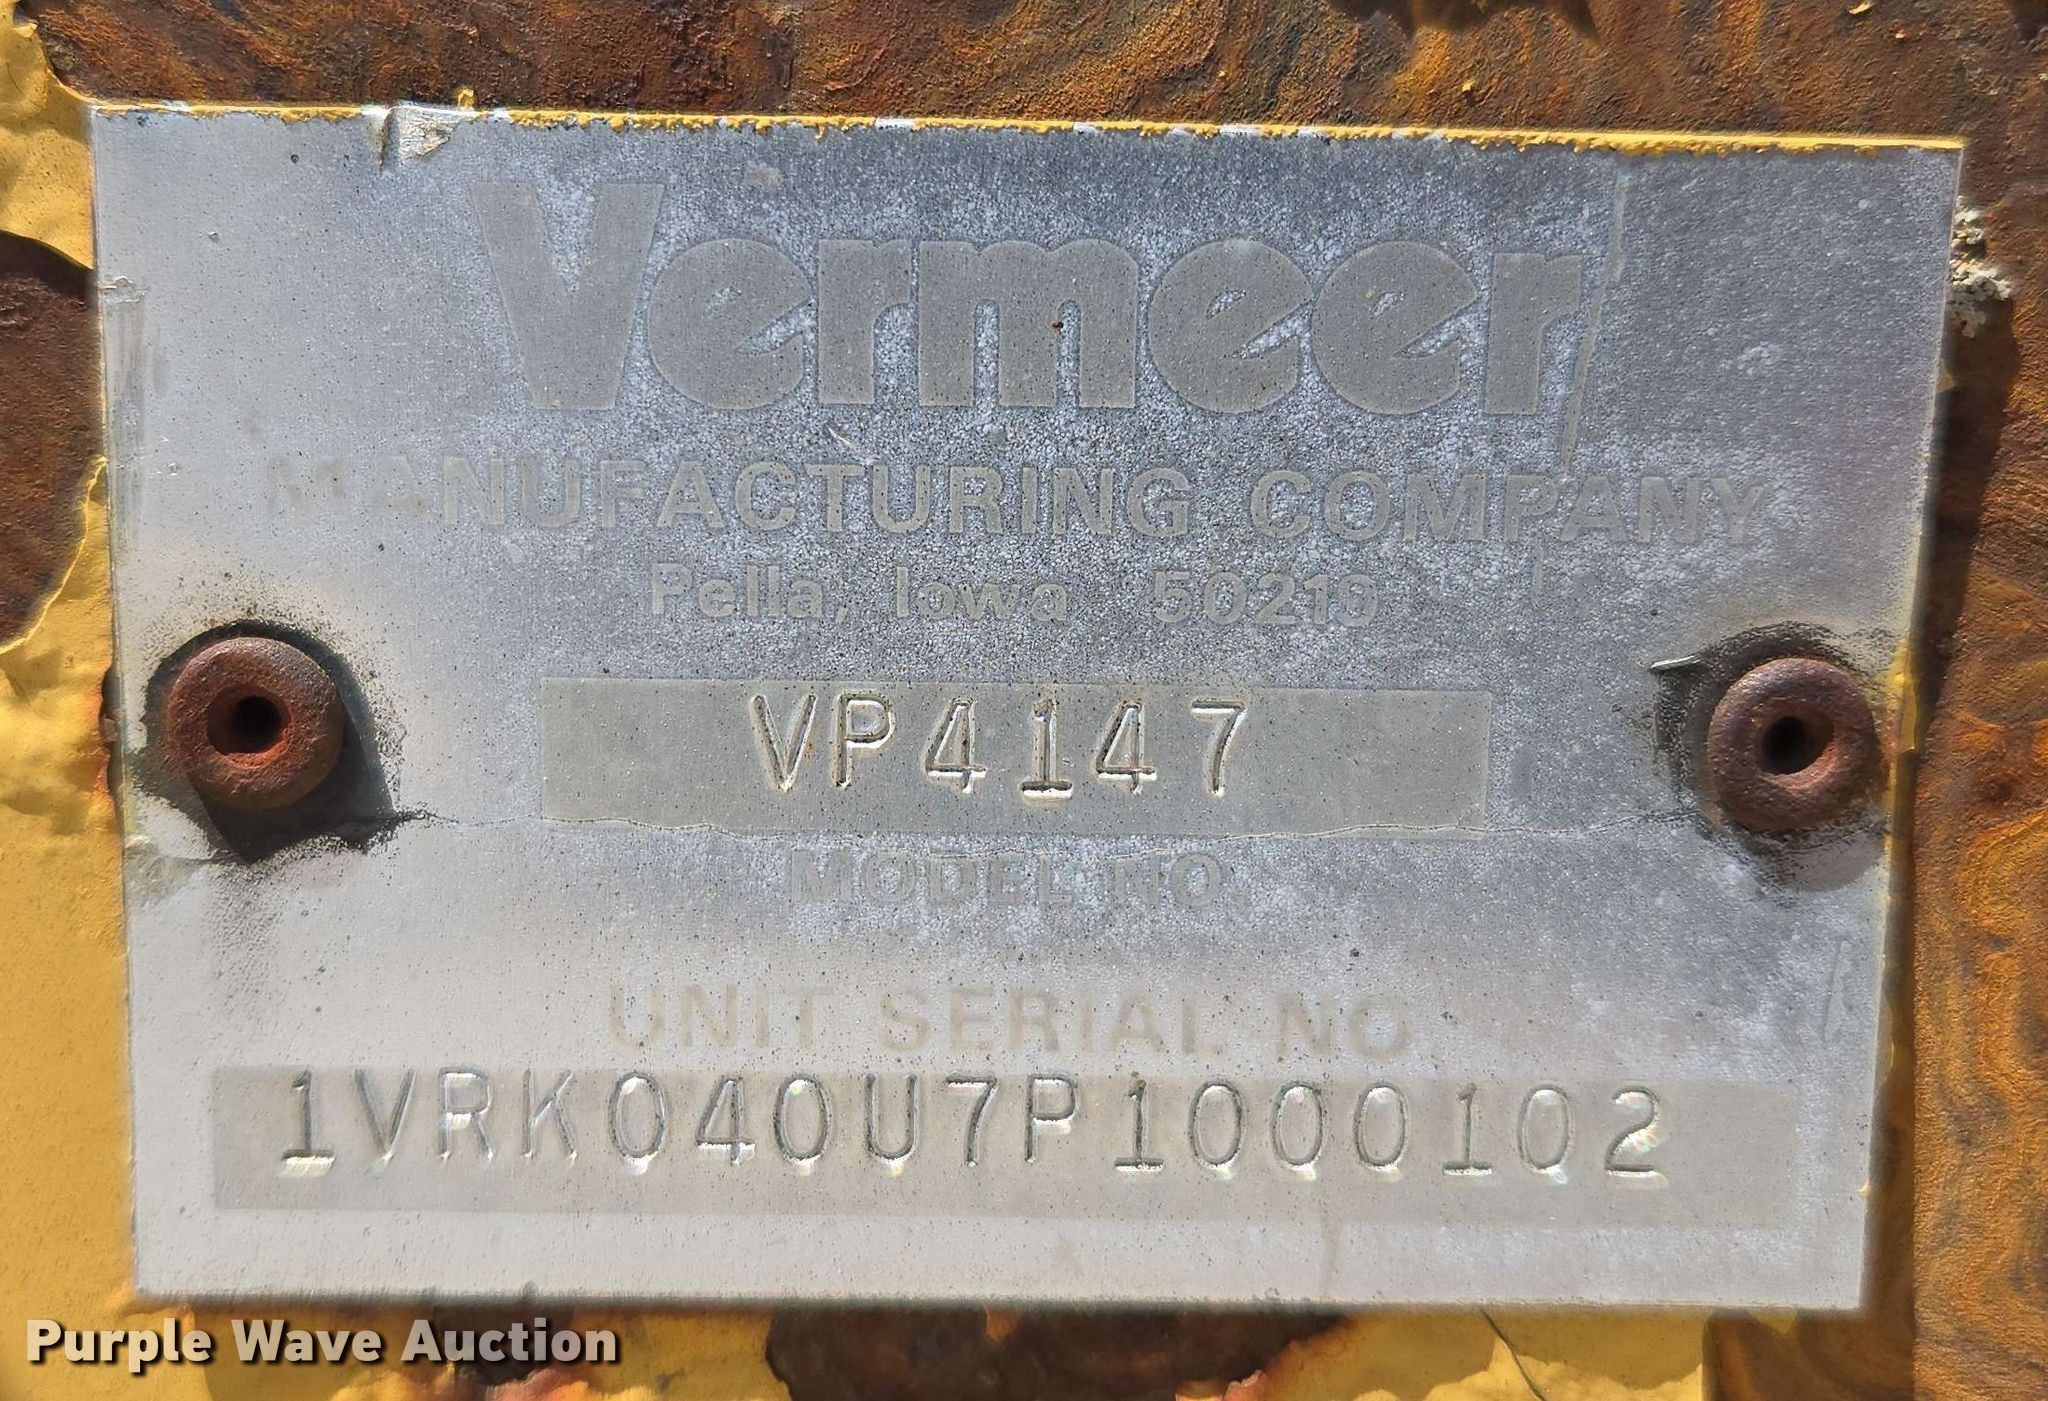 Vermeer
MANUFACTURING COMPANY
Pella, Iowa 50219
VP4147
MODEL NO.
UNIT SERIAL NO.
1VRK040U7P1000102
Purple Wave Auction